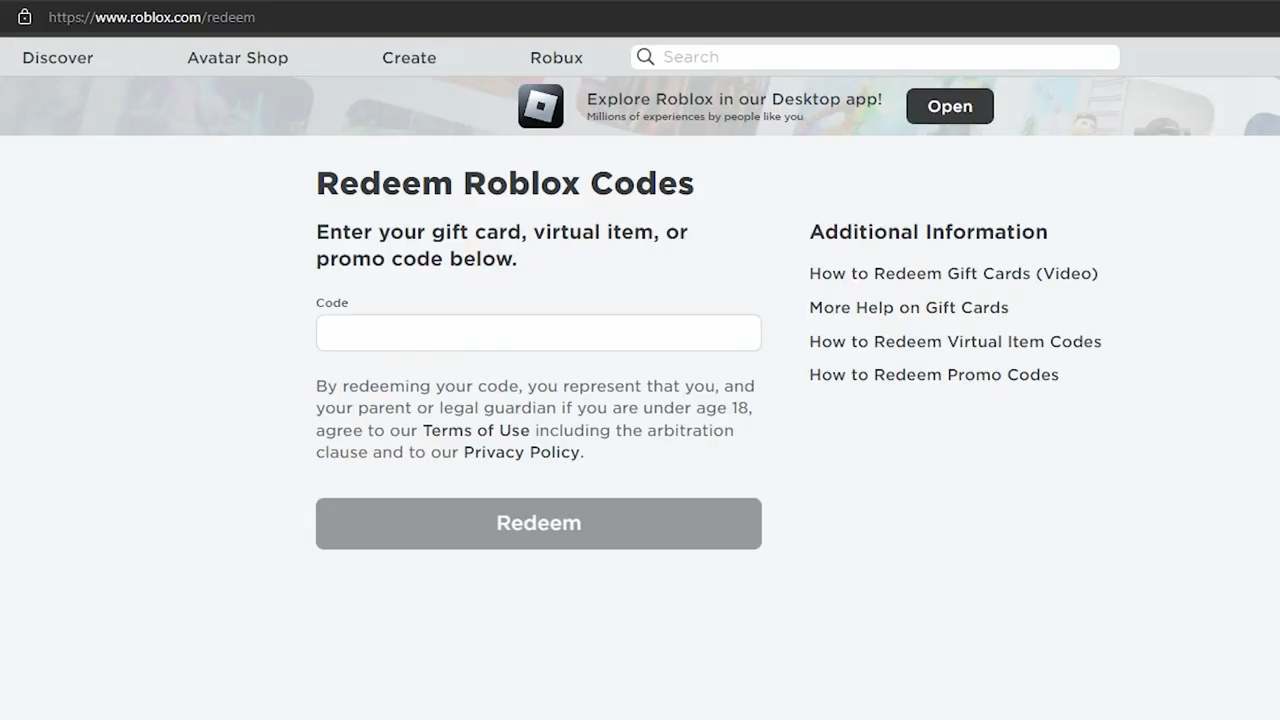 https://www.roblox.com/redeem
Discover Avatar Shop Create Robux Search
Explore Roblox in our Desktop app!
Millions of experiences by people like you
Open
Redeem Roblox Codes
Enter your gift card, virtual item, or
promo code below.
Code
By redeeming your code, you represent that you, and
your parent or legal guardian if you are under age 18,
agree to our Terms of Use including the arbitration
clause and to our Privacy Policy.
Redeem
Additional Information
How to Redeem Gift Cards (Video)
More Help on Gift Cards
How to Redeem Virtual Item Codes
How to Redeem Promo Codes